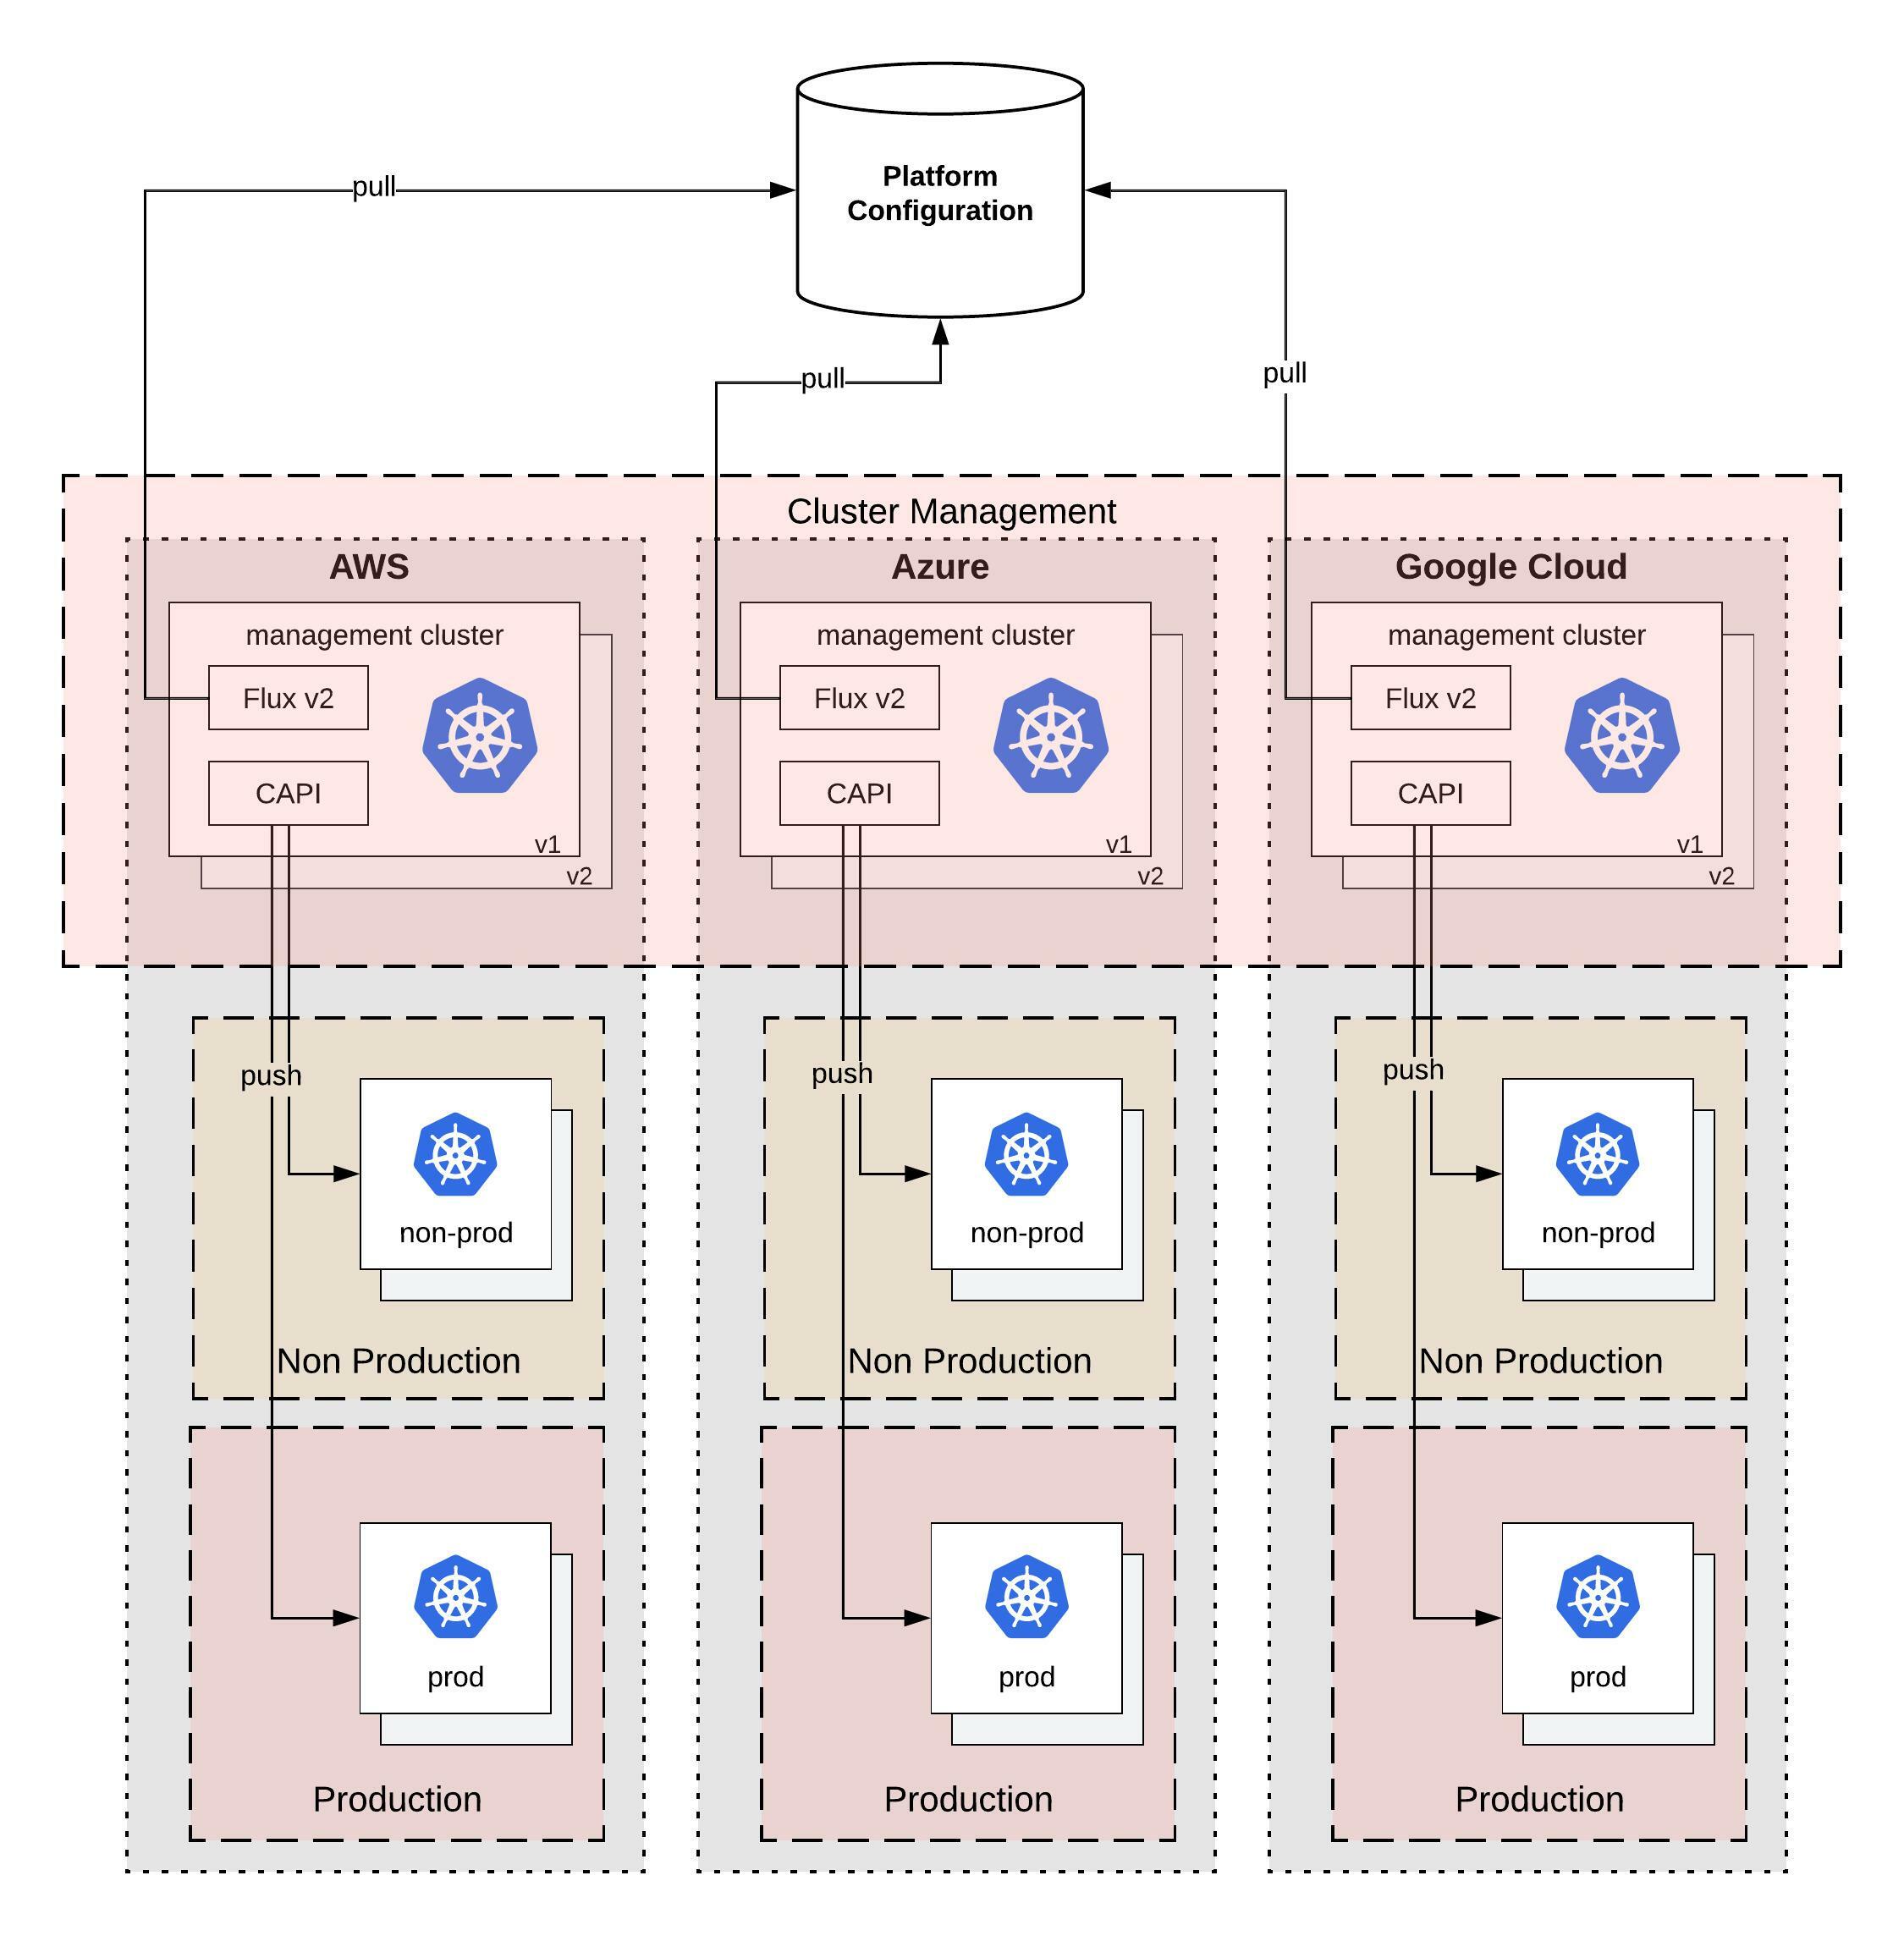 Platform
Configuration
pull
pull
pull
Cluster Management
AWS
management cluster
Flux v2
CAPI
v1
v2
Azure
management cluster
Flux v2
CAPI
v1
v2
Google Cloud
management cluster
Flux v2
CAPI
v1
v2
push
non-prod
Non Production
push
non-prod
Non Production
push
non-prod
Non Production
prod
Production
prod
Production
prod
Production